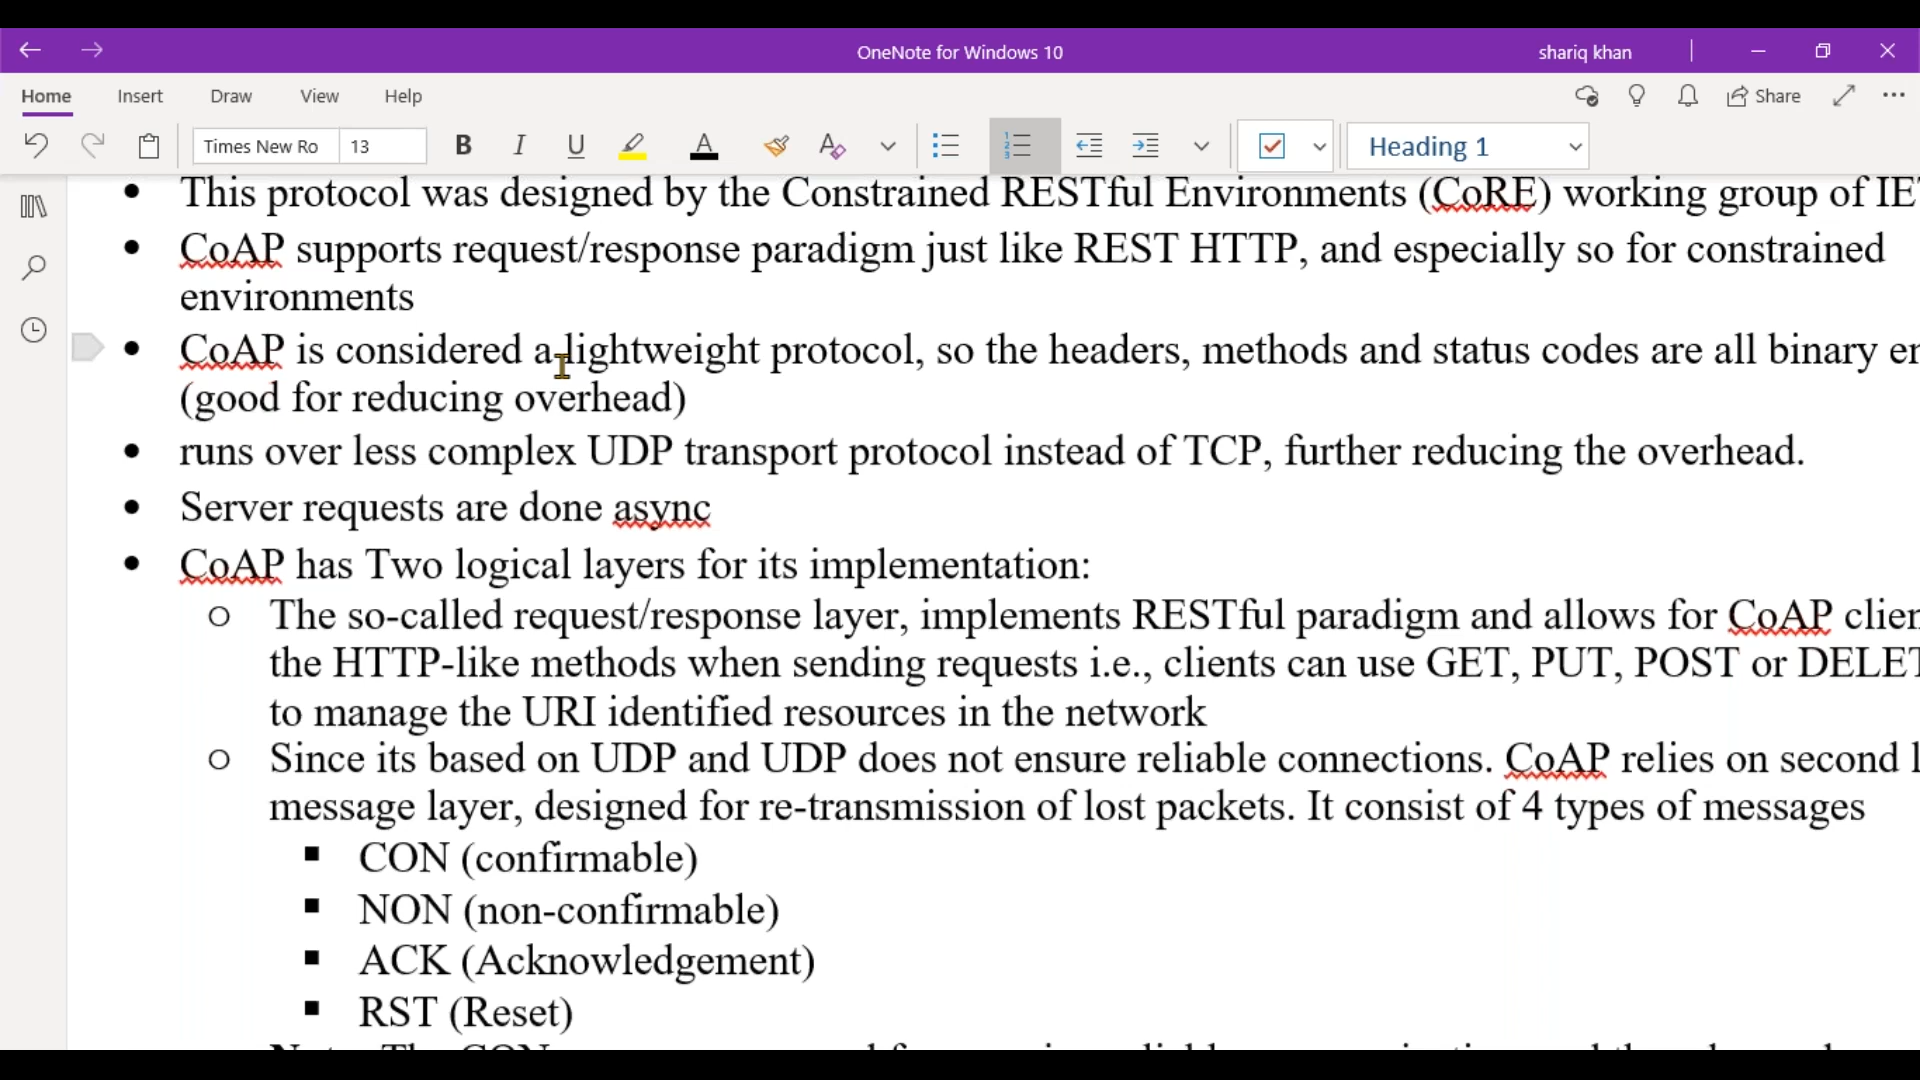 OneNote for Windows 10
shariq khan
Home Insert Draw View Help
Share
Times New Ro 13
B I U A A Heading 1
• This protocol was designed by the Constrained RESTful Environments (CoRE) working group of
• CoAP supports request/response paradigm just like REST HTTP, and especially so for constrained
environments
• CoAP is considered a lightweight protocol, so the headers, methods and status codes are all binary
(good for reducing overhead)
• runs over less complex UDP transport protocol instead of TCP, further reducing the overhead.
• Server requests are done async
• CoAP has Two logical layers for its implementation:
o The so-called request/response layer, implements RESTful paradigm and allows for CoAP
the HTTP-like methods when sending requests i.e., clients can use GET, PUT, POST or
to manage the URI identified resources in the network
o Since its based on UDP and UDP does not ensure reliable connections. CoAP relies on second
message layer, designed for re-transmission of lost packets. It consist of 4 types of messages
▪ CON (confirmable)
▪ NON (non-confirmable)
▪ ACK (Acknowledgement)
▪ RST (Reset)